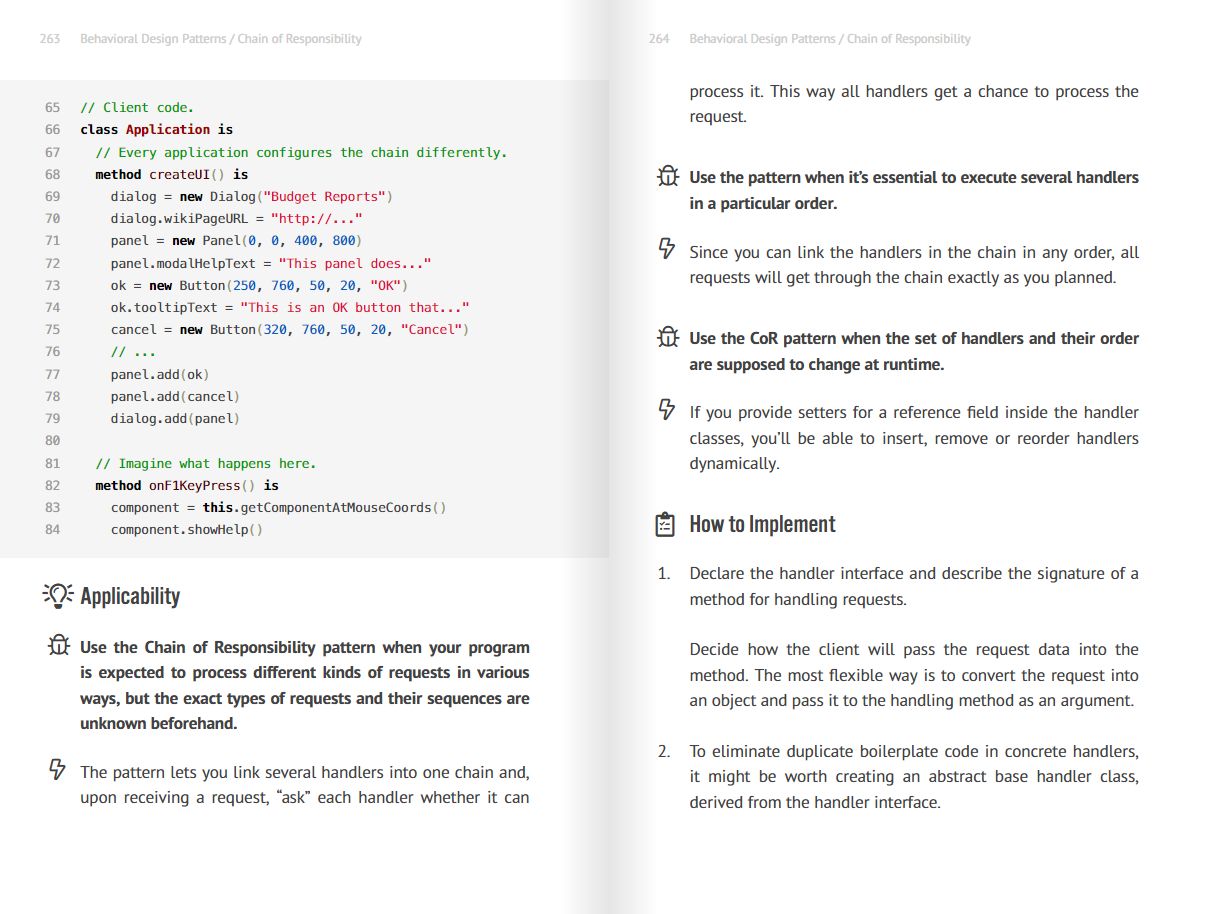 263 Behavioral Design Patterns / Chain of Responsibility
65 // Client code.
66 class Application is
67 // Every application configures the chain differently.
68 method createUI() is
69 dialog = new Dialog("Budget Reports")
70 dialog.wikiPageURL = "http://..."
71 panel = new Panel(0, 0, 400, 800)
72 panel.modalHelpText = "This panel does..."
73 ok = new Button(250, 760, 50, 20, "OK")
74 ok.tooltipText = "This is an OK button that..."
75 cancel = new Button(320, 760, 50, 20, "Cancel")
76 // ...
77 panel.add(ok)
78 panel.add(cancel)
79 dialog.add(panel)
80
81 // Imagine what happens here.
82 method onF1KeyPress() is
83 component = this.getComponentAtMouseCoords()
84 component.showHelp()
Applicability
Use the Chain of Responsibility pattern when your program
is expected to process different kinds of requests in various
ways, but the exact types of requests and their sequences are
unknown beforehand.
The pattern lets you link several handlers into one chain and,
upon receiving a request, “ask” each handler whether it can
264 Behavioral Design Patterns / Chain of Responsibility
process it. This way all handlers get a chance to process the
request.
Use the pattern when it’s essential to execute several handlers
in a particular order.
Since you can link the handlers in the chain in any order, all
requests will get through the chain exactly as you planned.
Use the CoR pattern when the set of handlers and their order
are supposed to change at runtime.
If you provide setters for a reference field inside the handler
classes, you’ll be able to insert, remove or reorder handlers
dynamically.
How to Implement
1. Declare the handler interface and describe the signature of a
method for handling requests.
Decide how the client will pass the request data into the
method. The most flexible way is to convert the request into
an object and pass it to the handling method as an argument.
2. To eliminate duplicate boilerplate code in concrete handlers,
it might be worth creating an abstract base handler class,
derived from the handler interface.